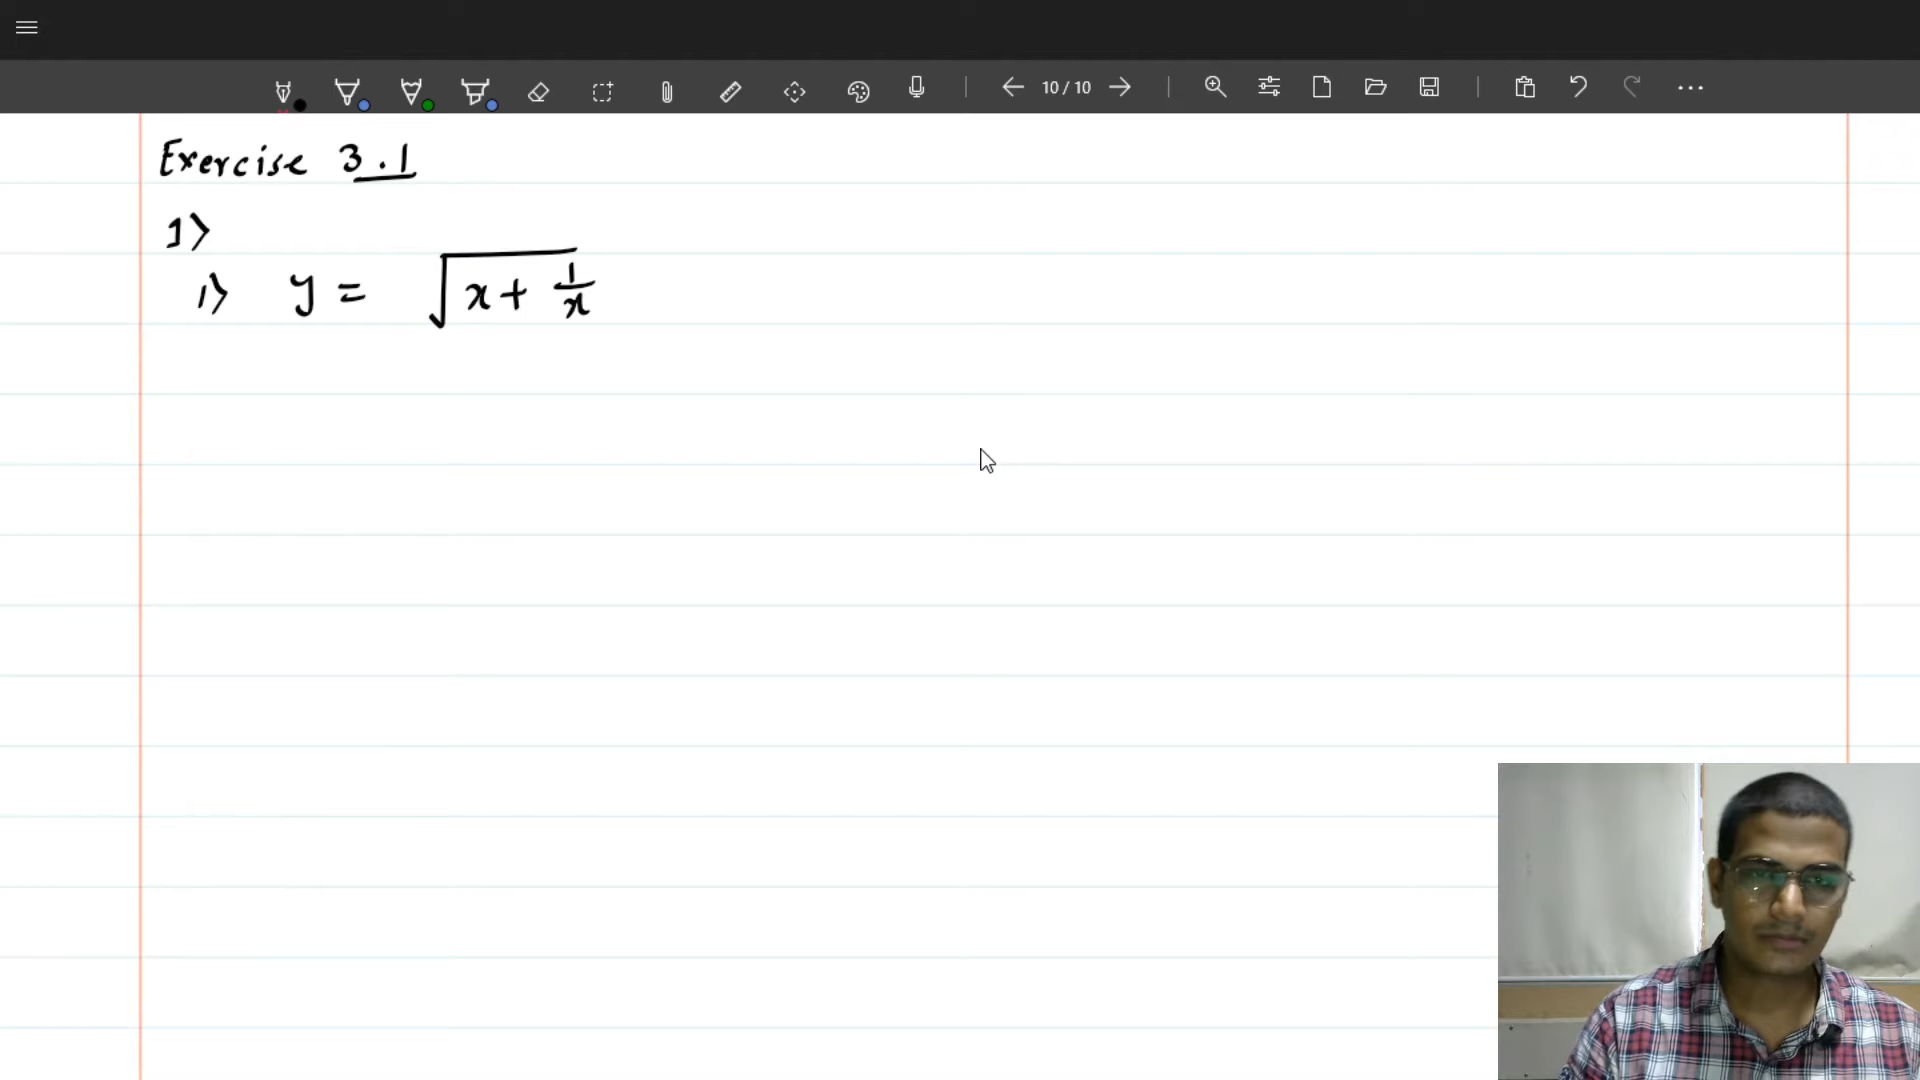 10 / 10
Exercise 3.1
1)
1) y = √(x + 1/x)